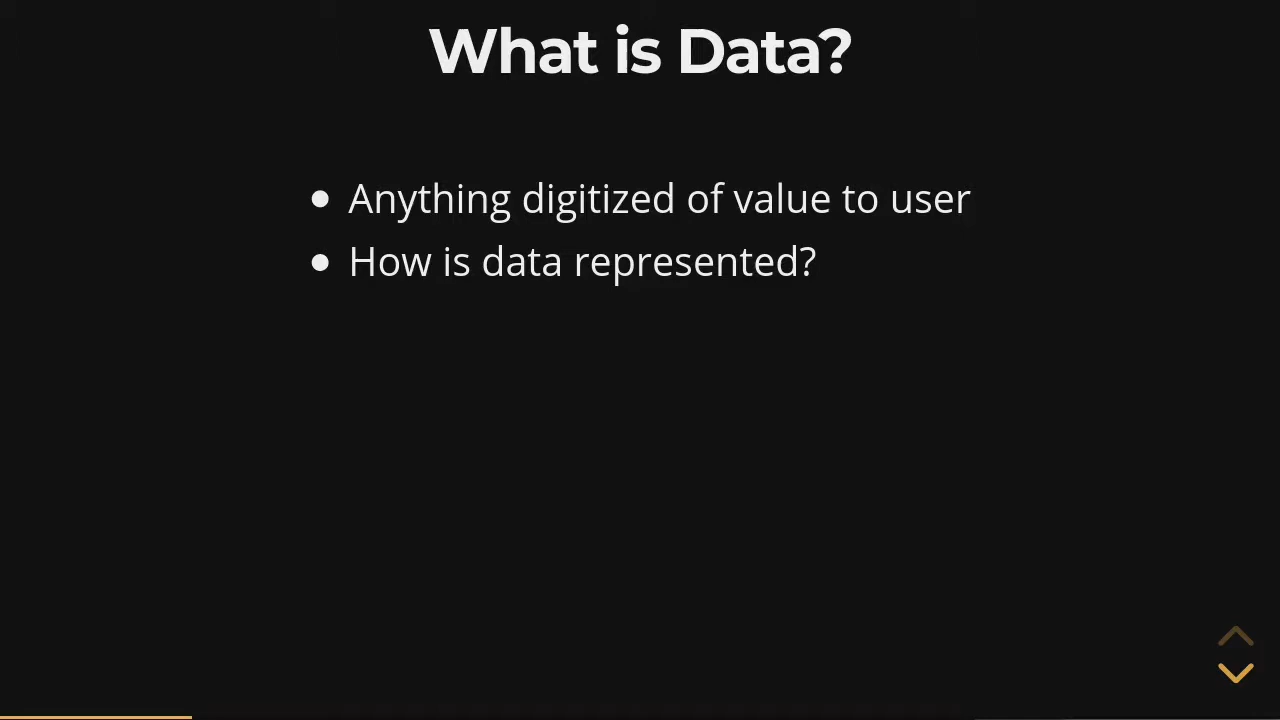 What is Data?
Anything digitized of value to user
How is data represented?